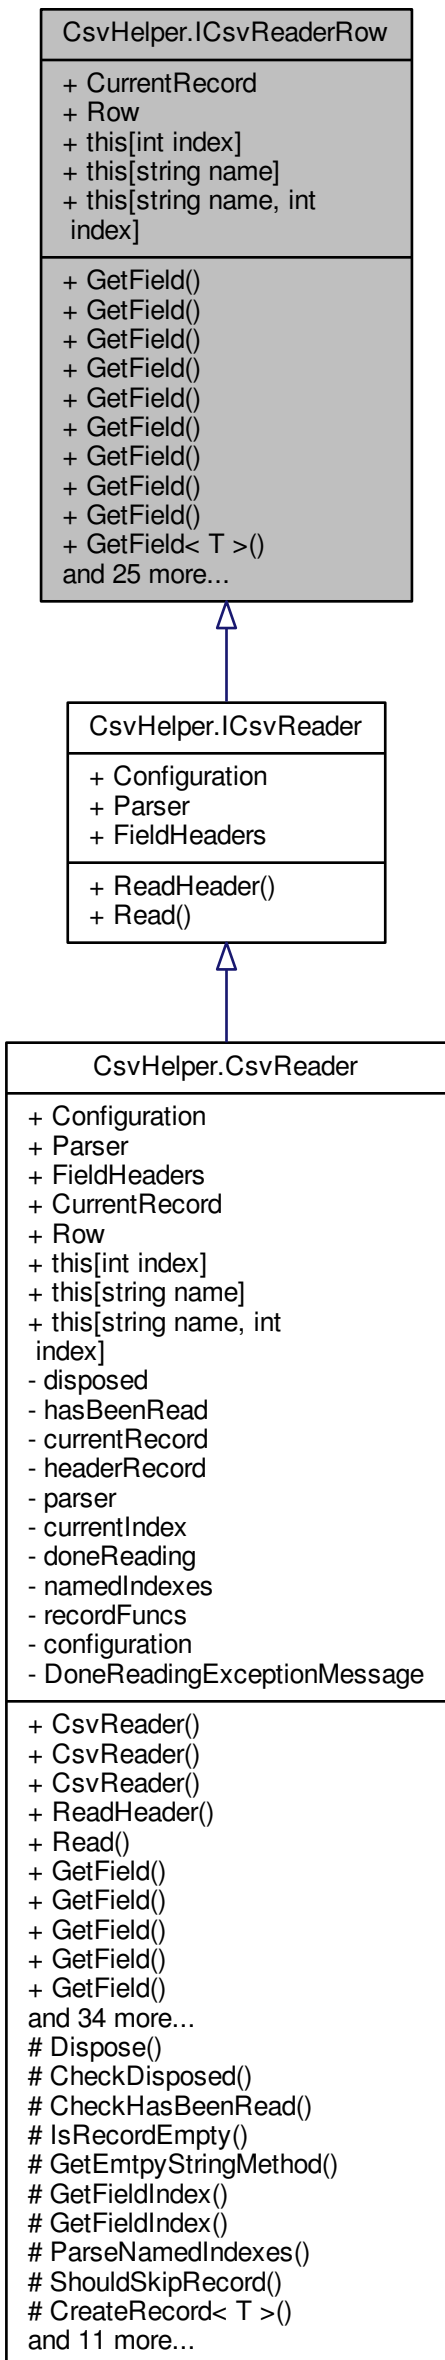 CsvHelper.ICsvReaderRow
+ CurrentRecord
+ Row
+ this[int index]
+ this[string name]
+ this[string name, int
index]
+ GetField()
+ GetField()
+ GetField()
+ GetField()
+ GetField()
+ GetField()
+ GetField()
+ GetField()
+ GetField()
+ GetField< T >()
and 25 more...
CsvHelper.ICsvReader
+ Configuration
+ Parser
+ FieldHeaders
+ ReadHeader()
+ Read()
CsvHelper.CsvReader
+ Configuration
+ Parser
+ FieldHeaders
+ CurrentRecord
+ Row
+ this[int index]
+ this[string name]
+ this[string name, int
index]
- disposed
- hasBeenRead
- currentRecord
- headerRecord
- parser
- currentIndex
- doneReading
- namedIndexes
- recordFuncs
- configuration
- DoneReadingExceptionMessage
+ CsvReader()
+ CsvReader()
+ CsvReader()
+ ReadHeader()
+ Read()
+ GetField()
+ GetField()
+ GetField()
+ GetField()
+ GetField()
and 34 more...
# Dispose()
# CheckDisposed()
# CheckHasBeenRead()
# IsRecordEmpty()
# GetEmtpyStringMethod()
# GetFieldIndex()
# GetFieldIndex()
# ParseNamedIndexes()
# ShouldSkipRecord()
# CreateRecord< T >()
and 11 more...